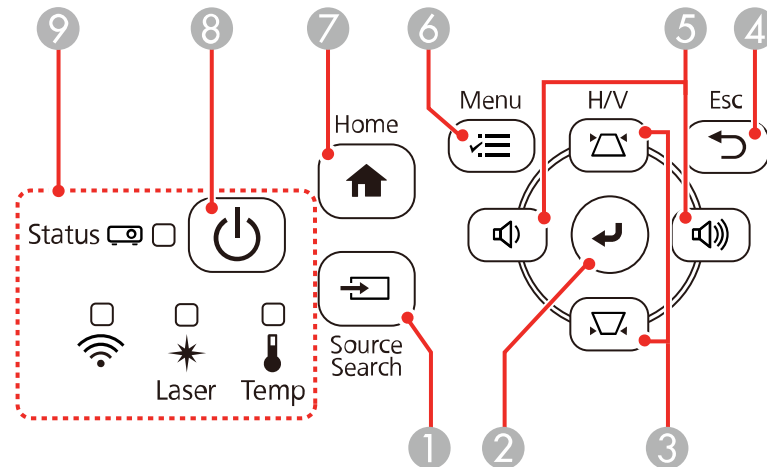 9 8 7 6 5 4
Menu H/V Esc
Home
Status
Source
Search
Laser Temp
1 2 3